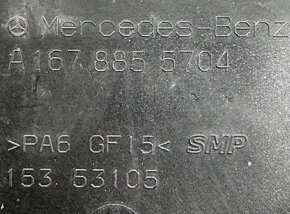 Mercedes-Benz
A 167 885 5704
>PA6 GF15< SMP
153 53105